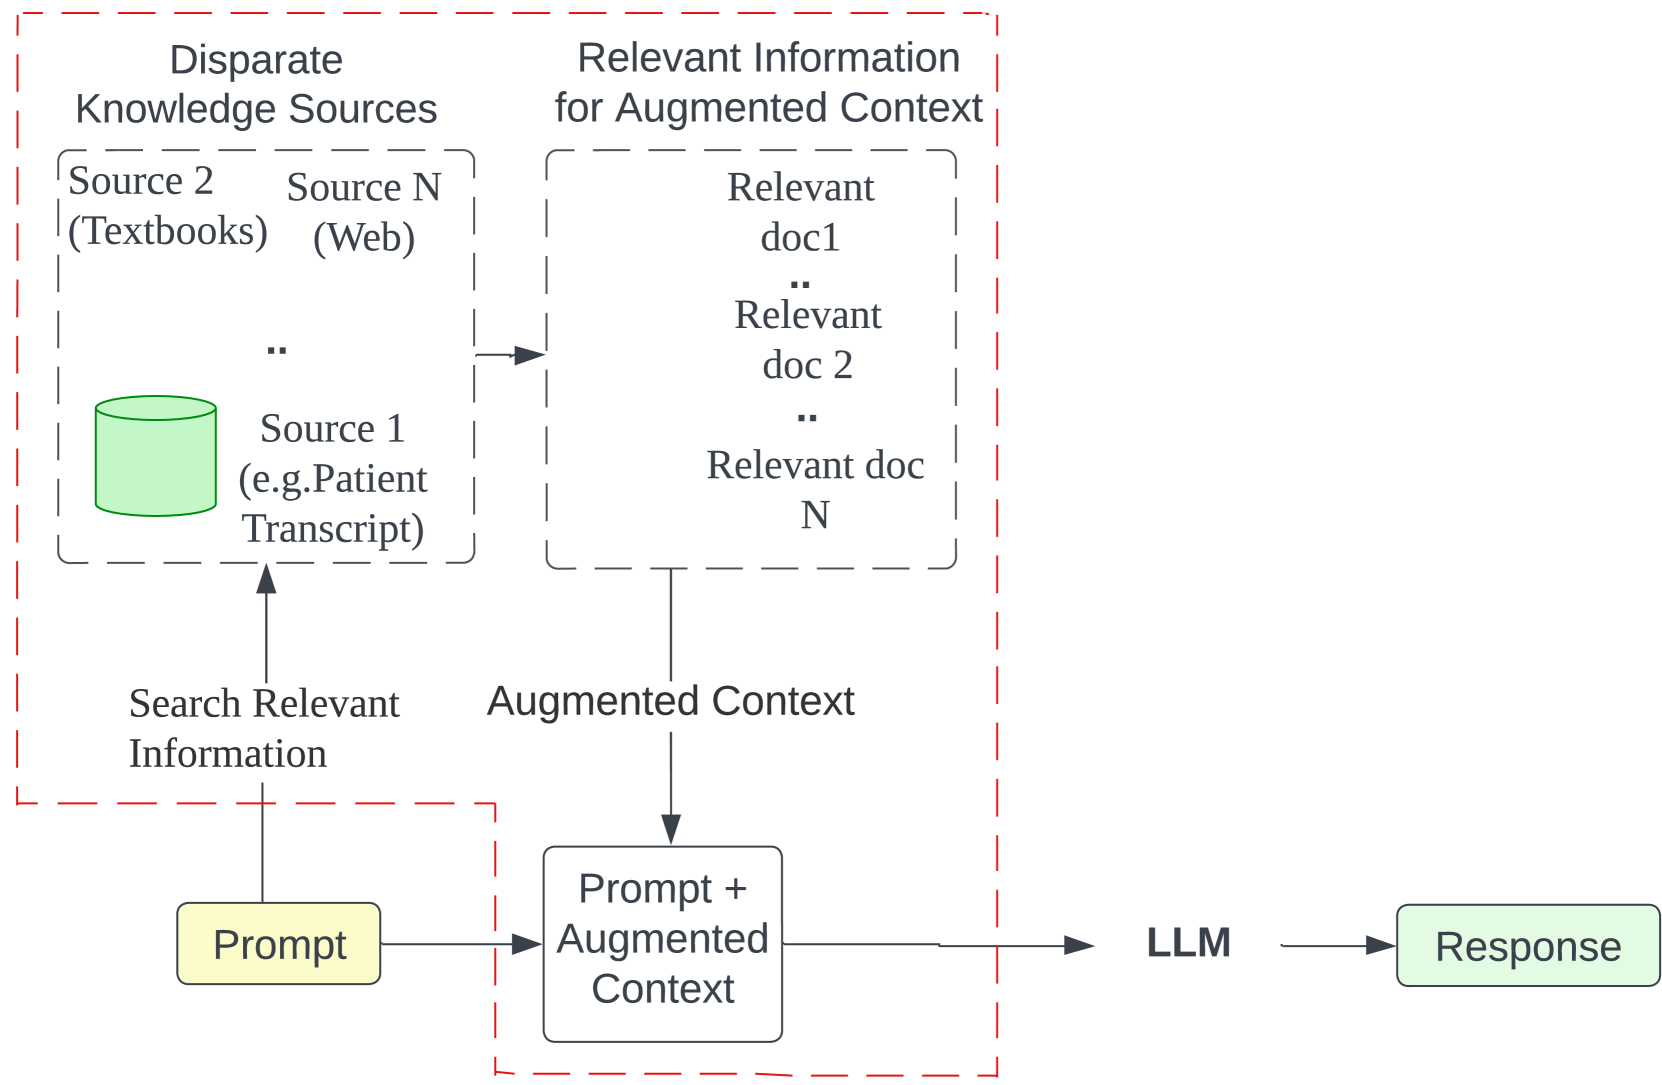 Disparate
Knowledge Sources
Relevant Information
for Augmented Context
Source 2
(Textbooks)
Source N
(Web)
..
Source 1
(e.g.Patient
Transcript)
Relevant
doc1
..
Relevant
doc 2
..
Relevant doc
N
Search Relevant
Information
Augmented Context
Prompt
Prompt +
Augmented
Context
LLM
Response